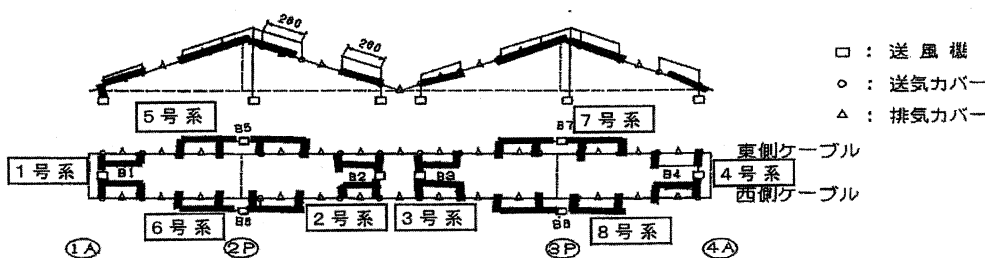 280
280
□ : 送風機
○ : 送気カバー
△ : 排気カバー
5号系
7号系
B5
B7
東側ケーブル
1号系
B1
B2
B3
B4
4号系
西側ケーブル
6号系
B6
2号系
3号系
8号系
1A
2P
3P
4A